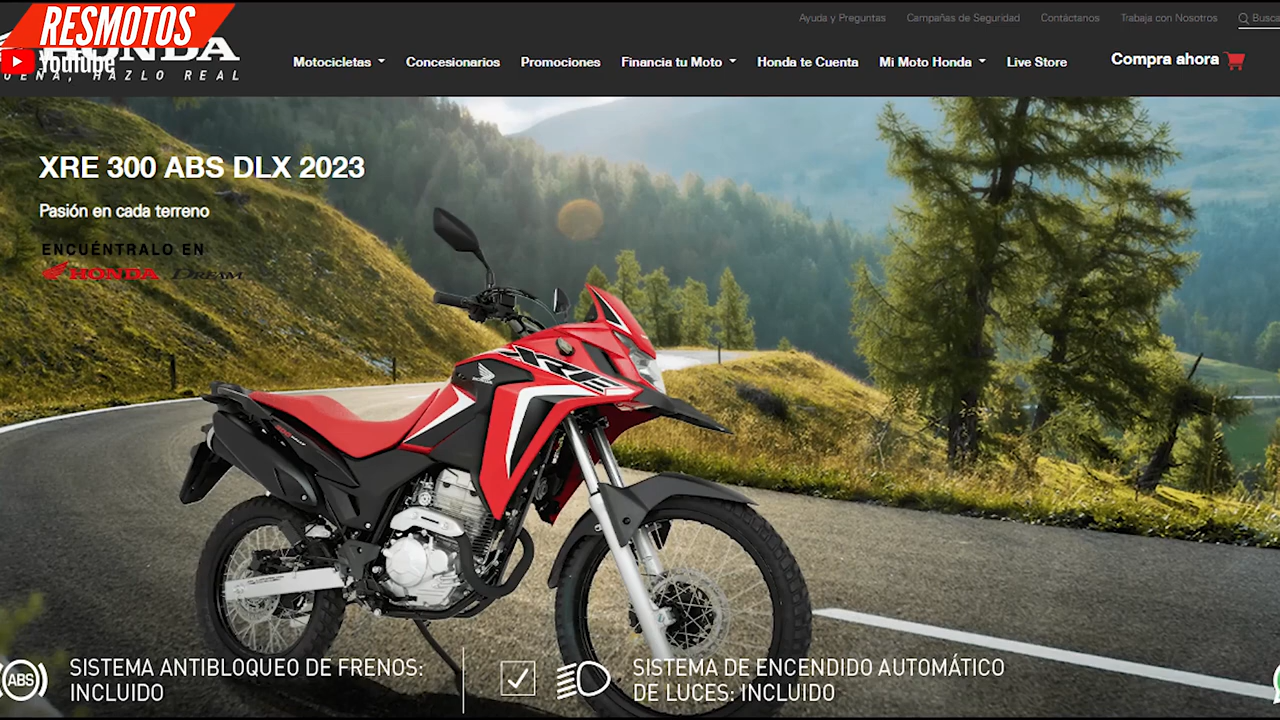 RESMOTOS
HONDA
YouTube
BUENA, HAZLO REAL
Ayuda y Preguntas Campañas de Seguridad Contáctanos Trabaja con Nosotros Busca
Motocicletas Concesionarios Promociones Financia tu Moto Honda te Cuenta Mi Moto Honda Live Store Compra ahora
XRE 300 ABS DLX 2023
Pasión en cada terreno
ENCUÉNTRALO EN
HONDA DREAM
XRE
HONDA
ABS
SISTEMA ANTIBLOQUEO DE FRENOS:
INCLUIDO
SISTEMA DE ENCENDIDO AUTOMÁTICO
DE LUCES: INCLUIDO